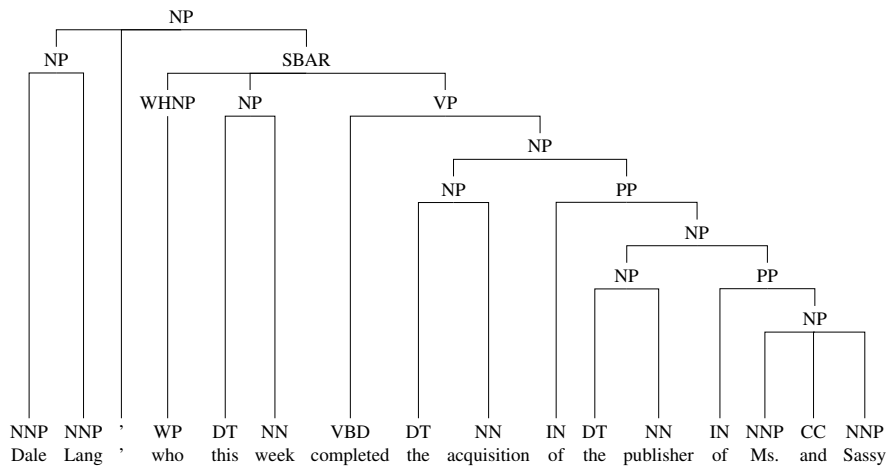 NP
NP SBAR
WHNP NP VP
NP
NP PP
NP
NP PP
NP
NNP NNP ’ WP DT NN VBD DT NN IN DT NN IN NNP CC NNP
Dale Lang ’ who this week completed the acquisition of the publisher of Ms. and Sassy